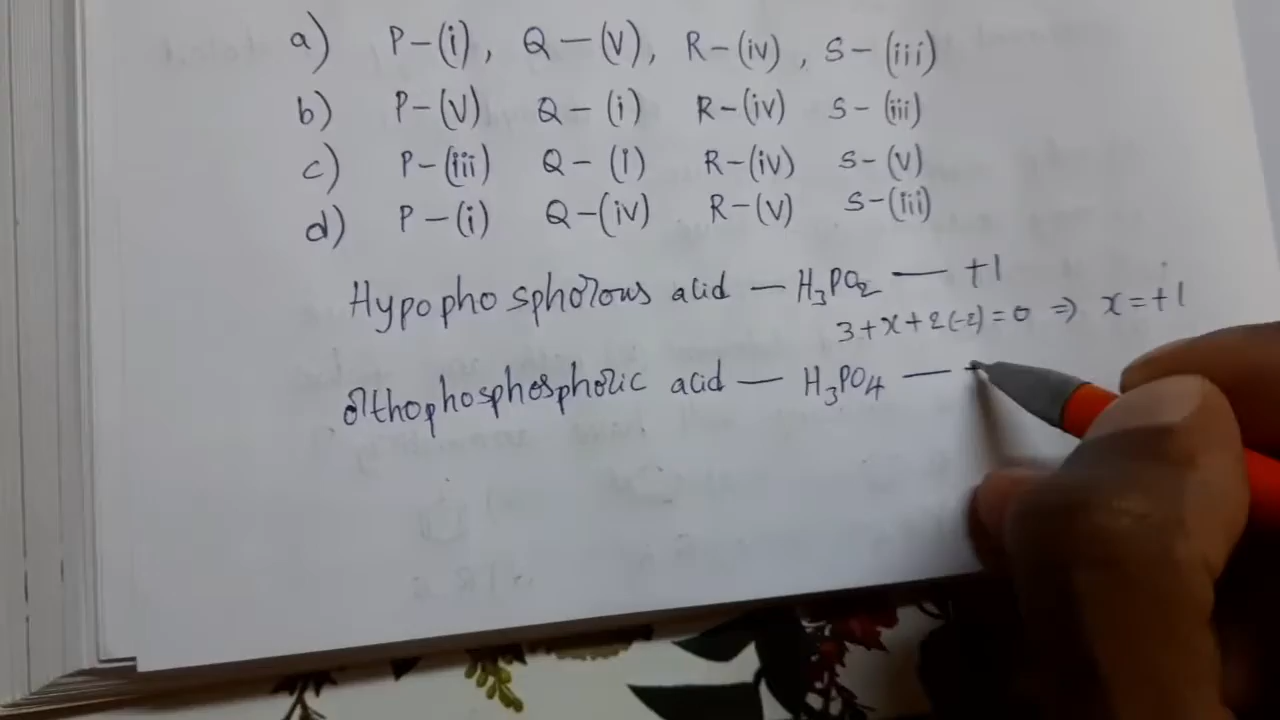 a) P-(i), Q-(v), R-(iv), S-(iii)
b) P-(v) Q-(i) R-(iv) S-(iii)
c) P-(iii) Q-(i) R-(iv) S-(v)
d) P-(i) Q-(iv) R-(v) S-(iii)
Hypophosphorous acid — H₃PO₂ — +1
3+x+2(-2)=0 ⇒ x=+1
Orthophosphosphoric acid — H₃PO₄ — +